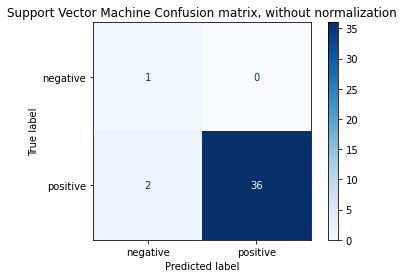 Support Vector Machine Confusion matrix, without normalization
True label
negative
positive
1
0
2
36
negative
positive
Predicted label
35
30
25
20
15
10
5
0